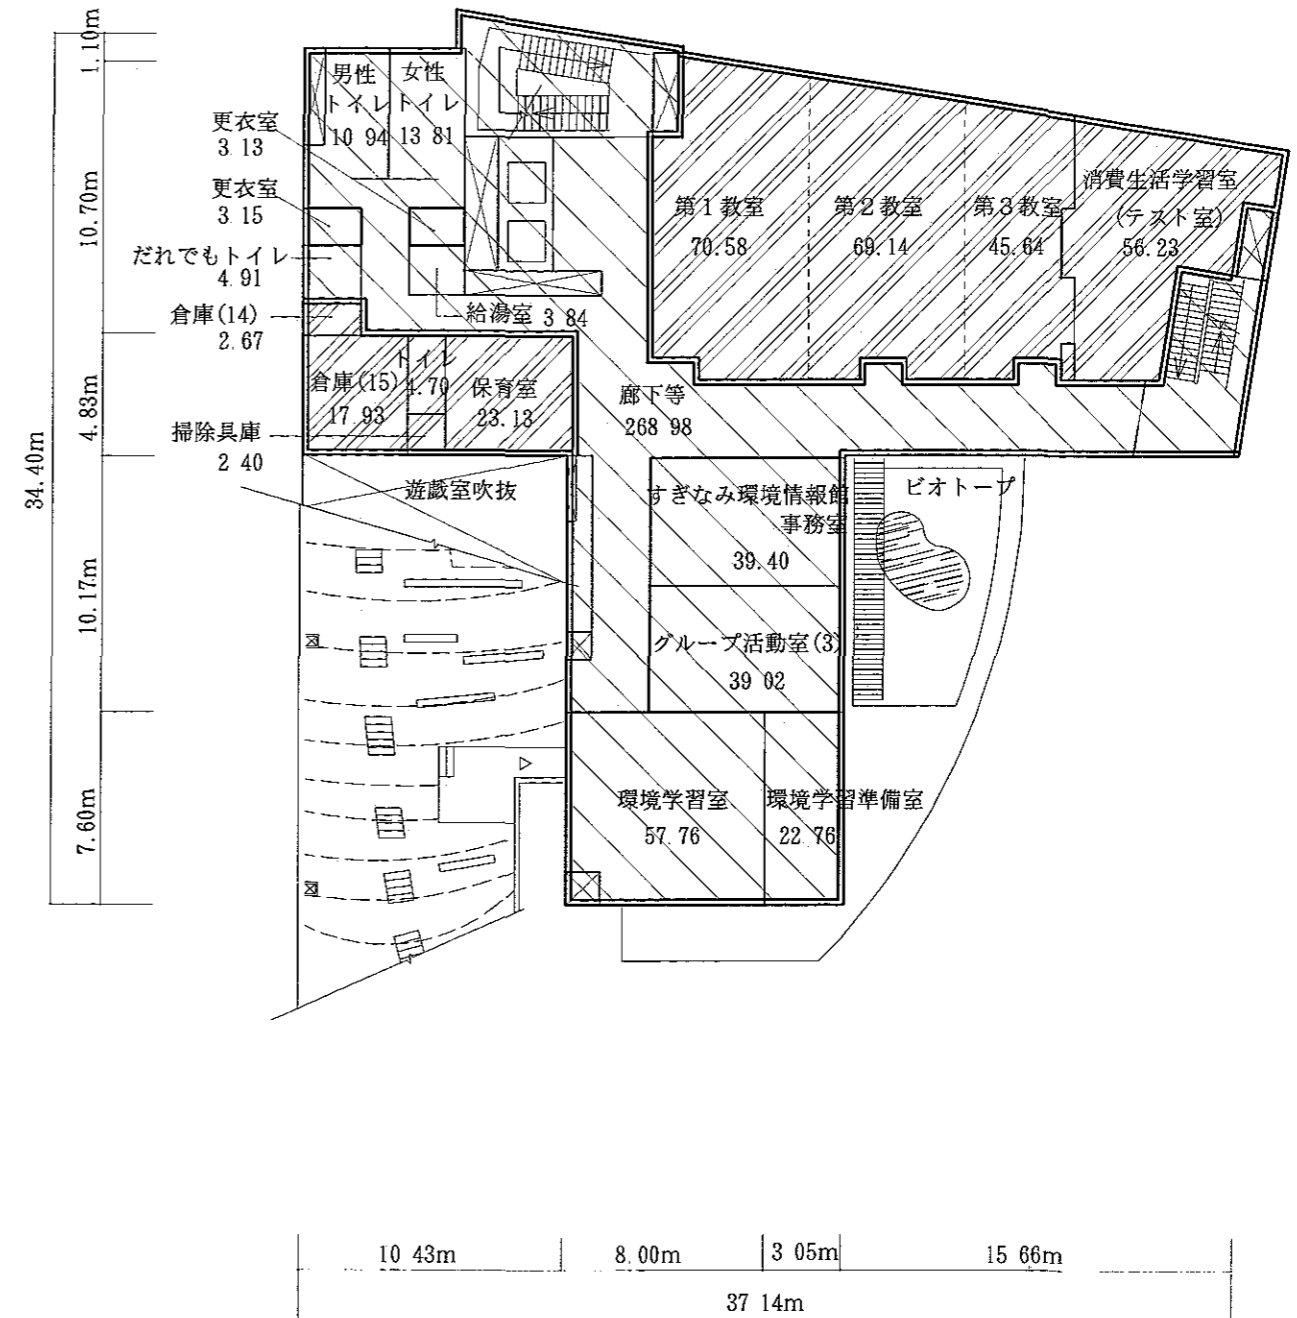 1.10m
10.70m
4.83m
34.40m
10.17m
7.60m
男性
トイレ
10 94
女性
トイレ
13 81
更衣室
3 13
更衣室
3.15
だれでもトイレ
4.91
倉庫(14)
2.67
給湯室 3 84
倉庫(15)
17.93
トイレ
4.70
保育室
23.13
掃除具庫
2 40
廊下等
268 98
第1教室
70.58
第2教室
69.14
第3教室
45.64
消費生活学習室
(テスト室)
56.23
遊戯室吹抜
すぎなみ環境情報館
事務室
39.40
ビオトープ
グループ活動室(3)
39 02
環境学習室
57.76
環境学習準備室
22 76
10 43m
8.00m
3 05m
15 66m
37 14m